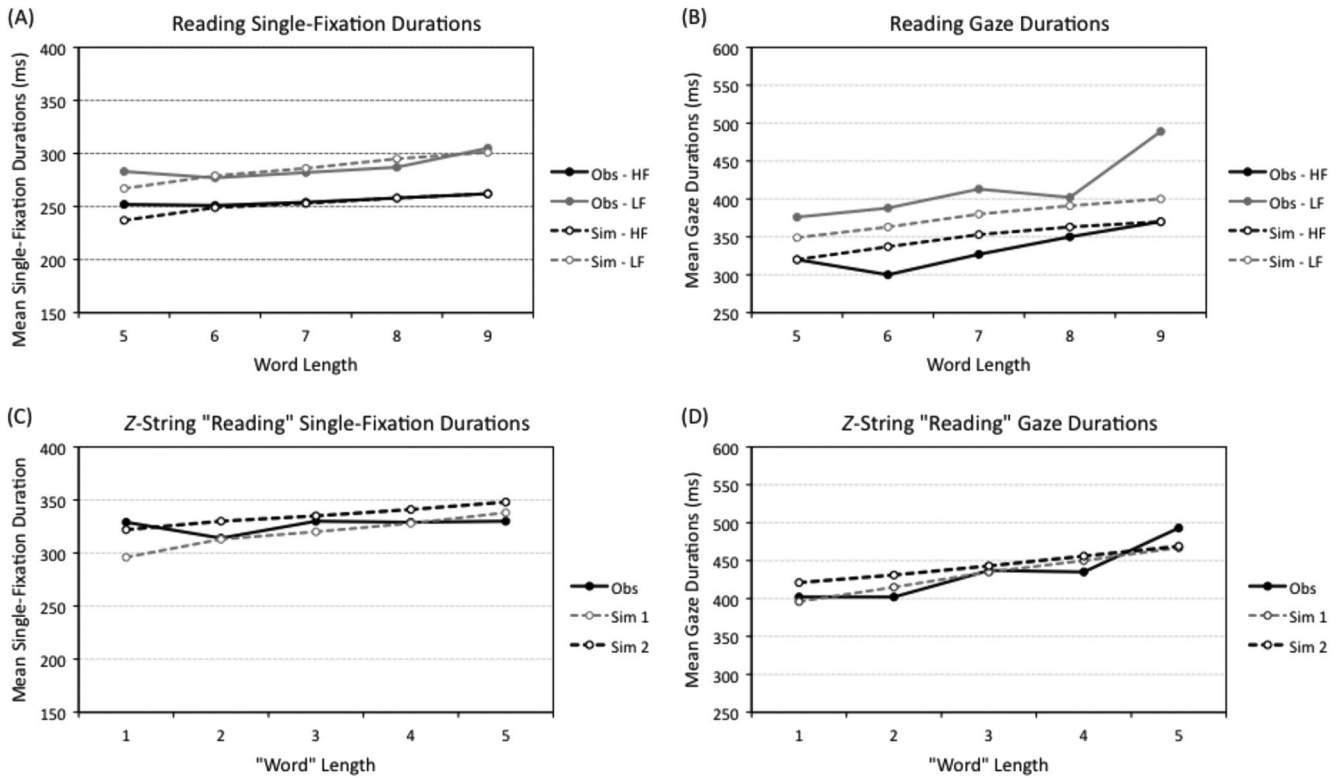 (A)
Reading Single-Fixation Durations
Mean Single-Fixation Durations (ms)
400
350
300
250
200
150
5 6 7 8 9
Word Length
Obs - HF
Obs - LF
Sim - HF
Sim - LF
(B)
Reading Gaze Durations
Mean Gaze Durations (ms)
600
550
500
450
400
350
300
250
5 6 7 8 9
Word Length
Obs - HF
Obs - LF
Sim - HF
Sim - LF
(C)
Z-String "Reading" Single-Fixation Durations
Mean Single-Fixation Duration
400
350
300
250
200
150
1 2 3 4 5
"Word" Length
Obs
Sim 1
Sim 2
(D)
Z-String "Reading" Gaze Durations
Mean Gaze Durations (ms)
600
550
500
450
400
350
300
250
1 2 3 4 5
"Word" Length
Obs
Sim 1
Sim 2